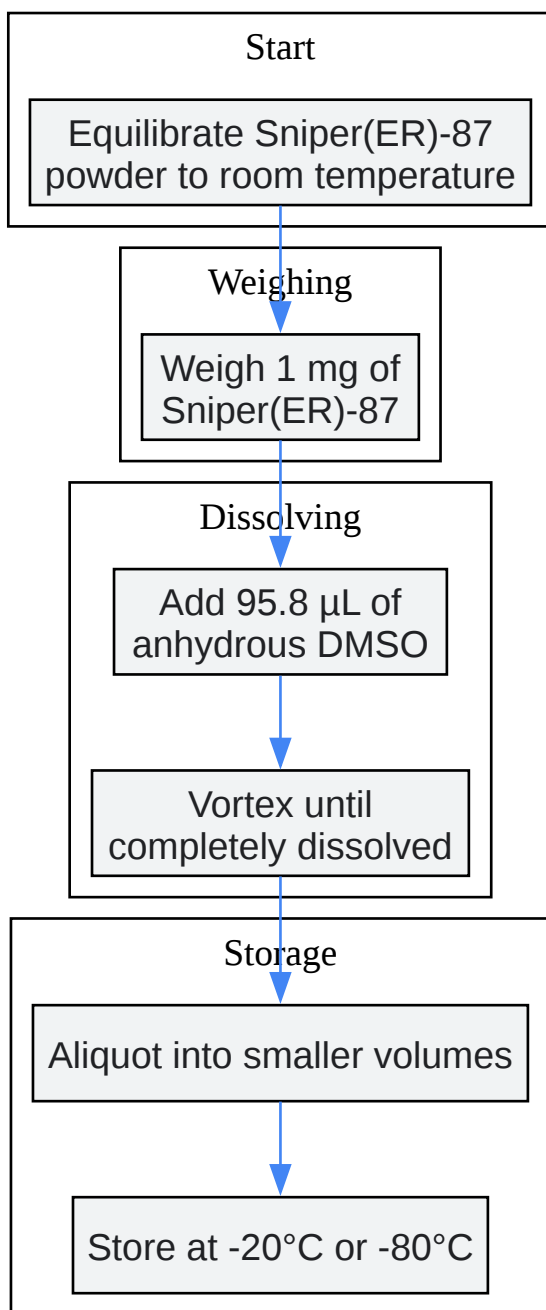 Start
Equilibrate Sniper(ER)-87
powder to room temperature
Weighing
Weigh 1 mg of
Sniper(ER)-87
Dissolving
Add 95.8 µL of
anhydrous DMSO
Vortex until
completely dissolved
Storage
Aliquot into smaller volumes
Store at -20°C or -80°C